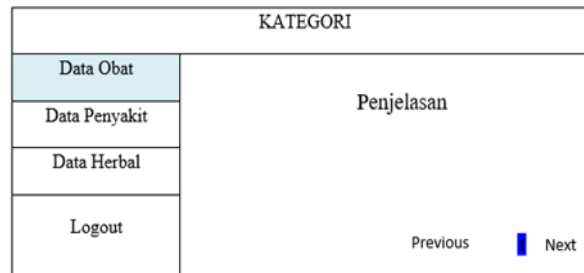 KATEGORI
Data Obat
Data Penyakit
Data Herbal
Logout
Penjelasan
Previous 1 Next